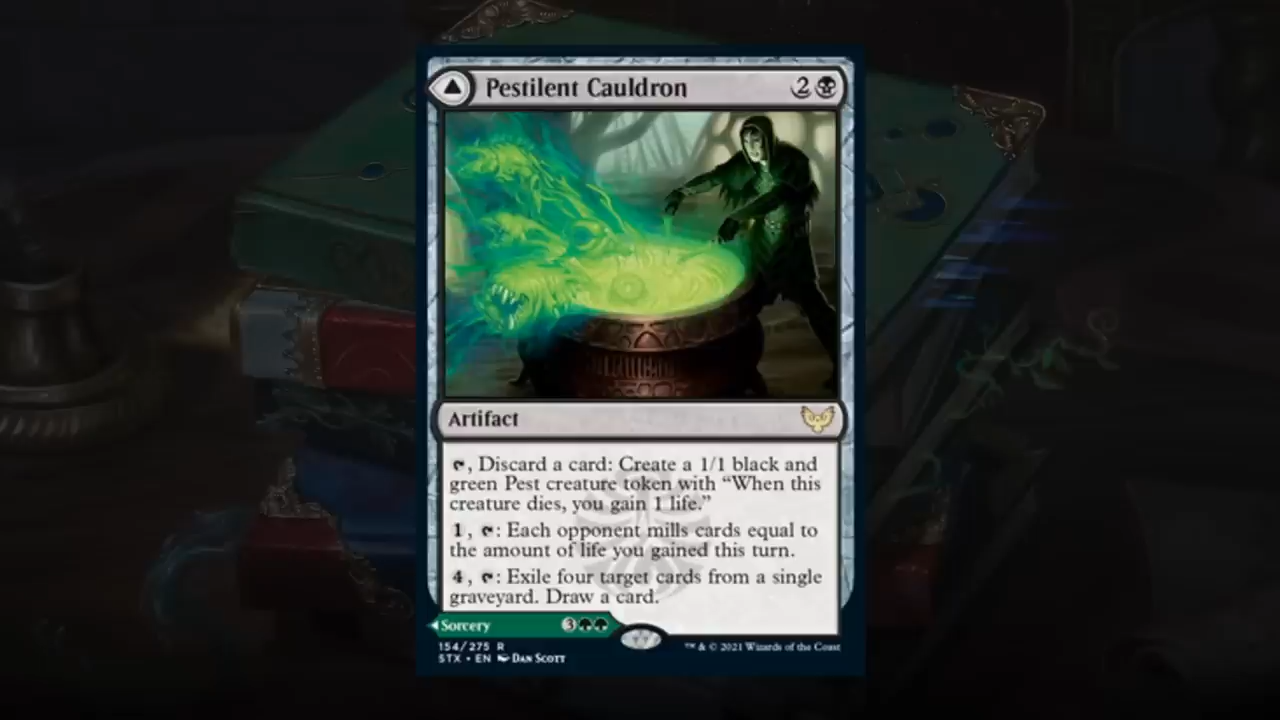 Pestilent Cauldron 2
Artifact
, Discard a card: Create a 1/1 black and
green Pest creature token with “When this
creature dies, you gain 1 life.”
1, : Each opponent mills cards equal to
the amount of life you gained this turn.
4, : Exile four target cards from a single
graveyard. Draw a card.
Sorcery 3
154/275 R
STX • EN DAN SCOTT
™ & © 2021 Wizards of the Coast